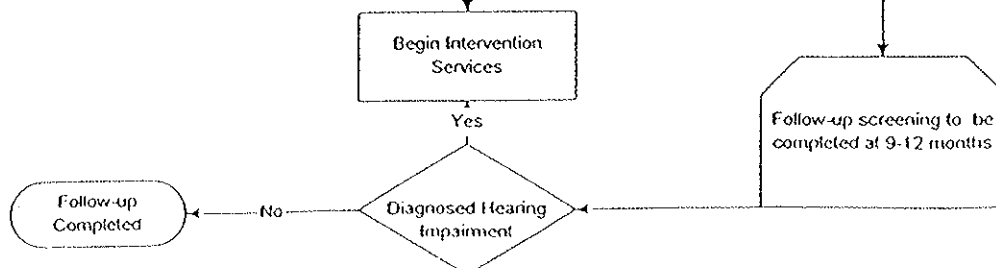 Begin Intervention
Services
Yes
Follow-up screening to be
completed at 9-12 months
Follow-up
Completed
No
Diagnosed Hearing
Impairment